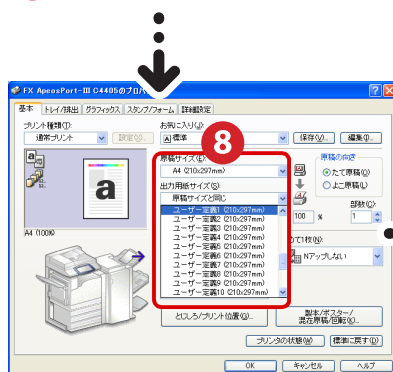 FX ApeosPort-III C4405のプロパ
基本 トレイ/排出 グラフィックス スタンプ/フォーム 詳細設定
プリント種類(T):
通常プリント
設定(Q)...
お気に入り(J):
標準
保存(V)... 編集(I)...
8
原稿サイズ(E):
A4 (210x297mm)
出力用紙サイズ(S):
原稿サイズと同じ
ユーザー定義1 (210x297mm)
ユーザー定義2 (210x297mm)
ユーザー定義3 (210x297mm)
ユーザー定義4 (210x297mm)
ユーザー定義5 (210x297mm)
ユーザー定義6 (210x297mm)
ユーザー定義7 (210x297mm)
ユーザー定義8 (210x297mm)
ユーザー定義9 (210x297mm)
ユーザー定義10 (210x297mm)
原稿の向き
たて原稿(O)
よこ原稿(L)
部数(C):
100 % 1
めて1枚(N):
Nアップしない
a
A4 (100%)
とじしろ/プリント位置(G)...
製本/ポスター/
混在原稿/回転(X)...
プリンタの状態(W) 標準に戻す(D)
OK キャンセル ヘルプ